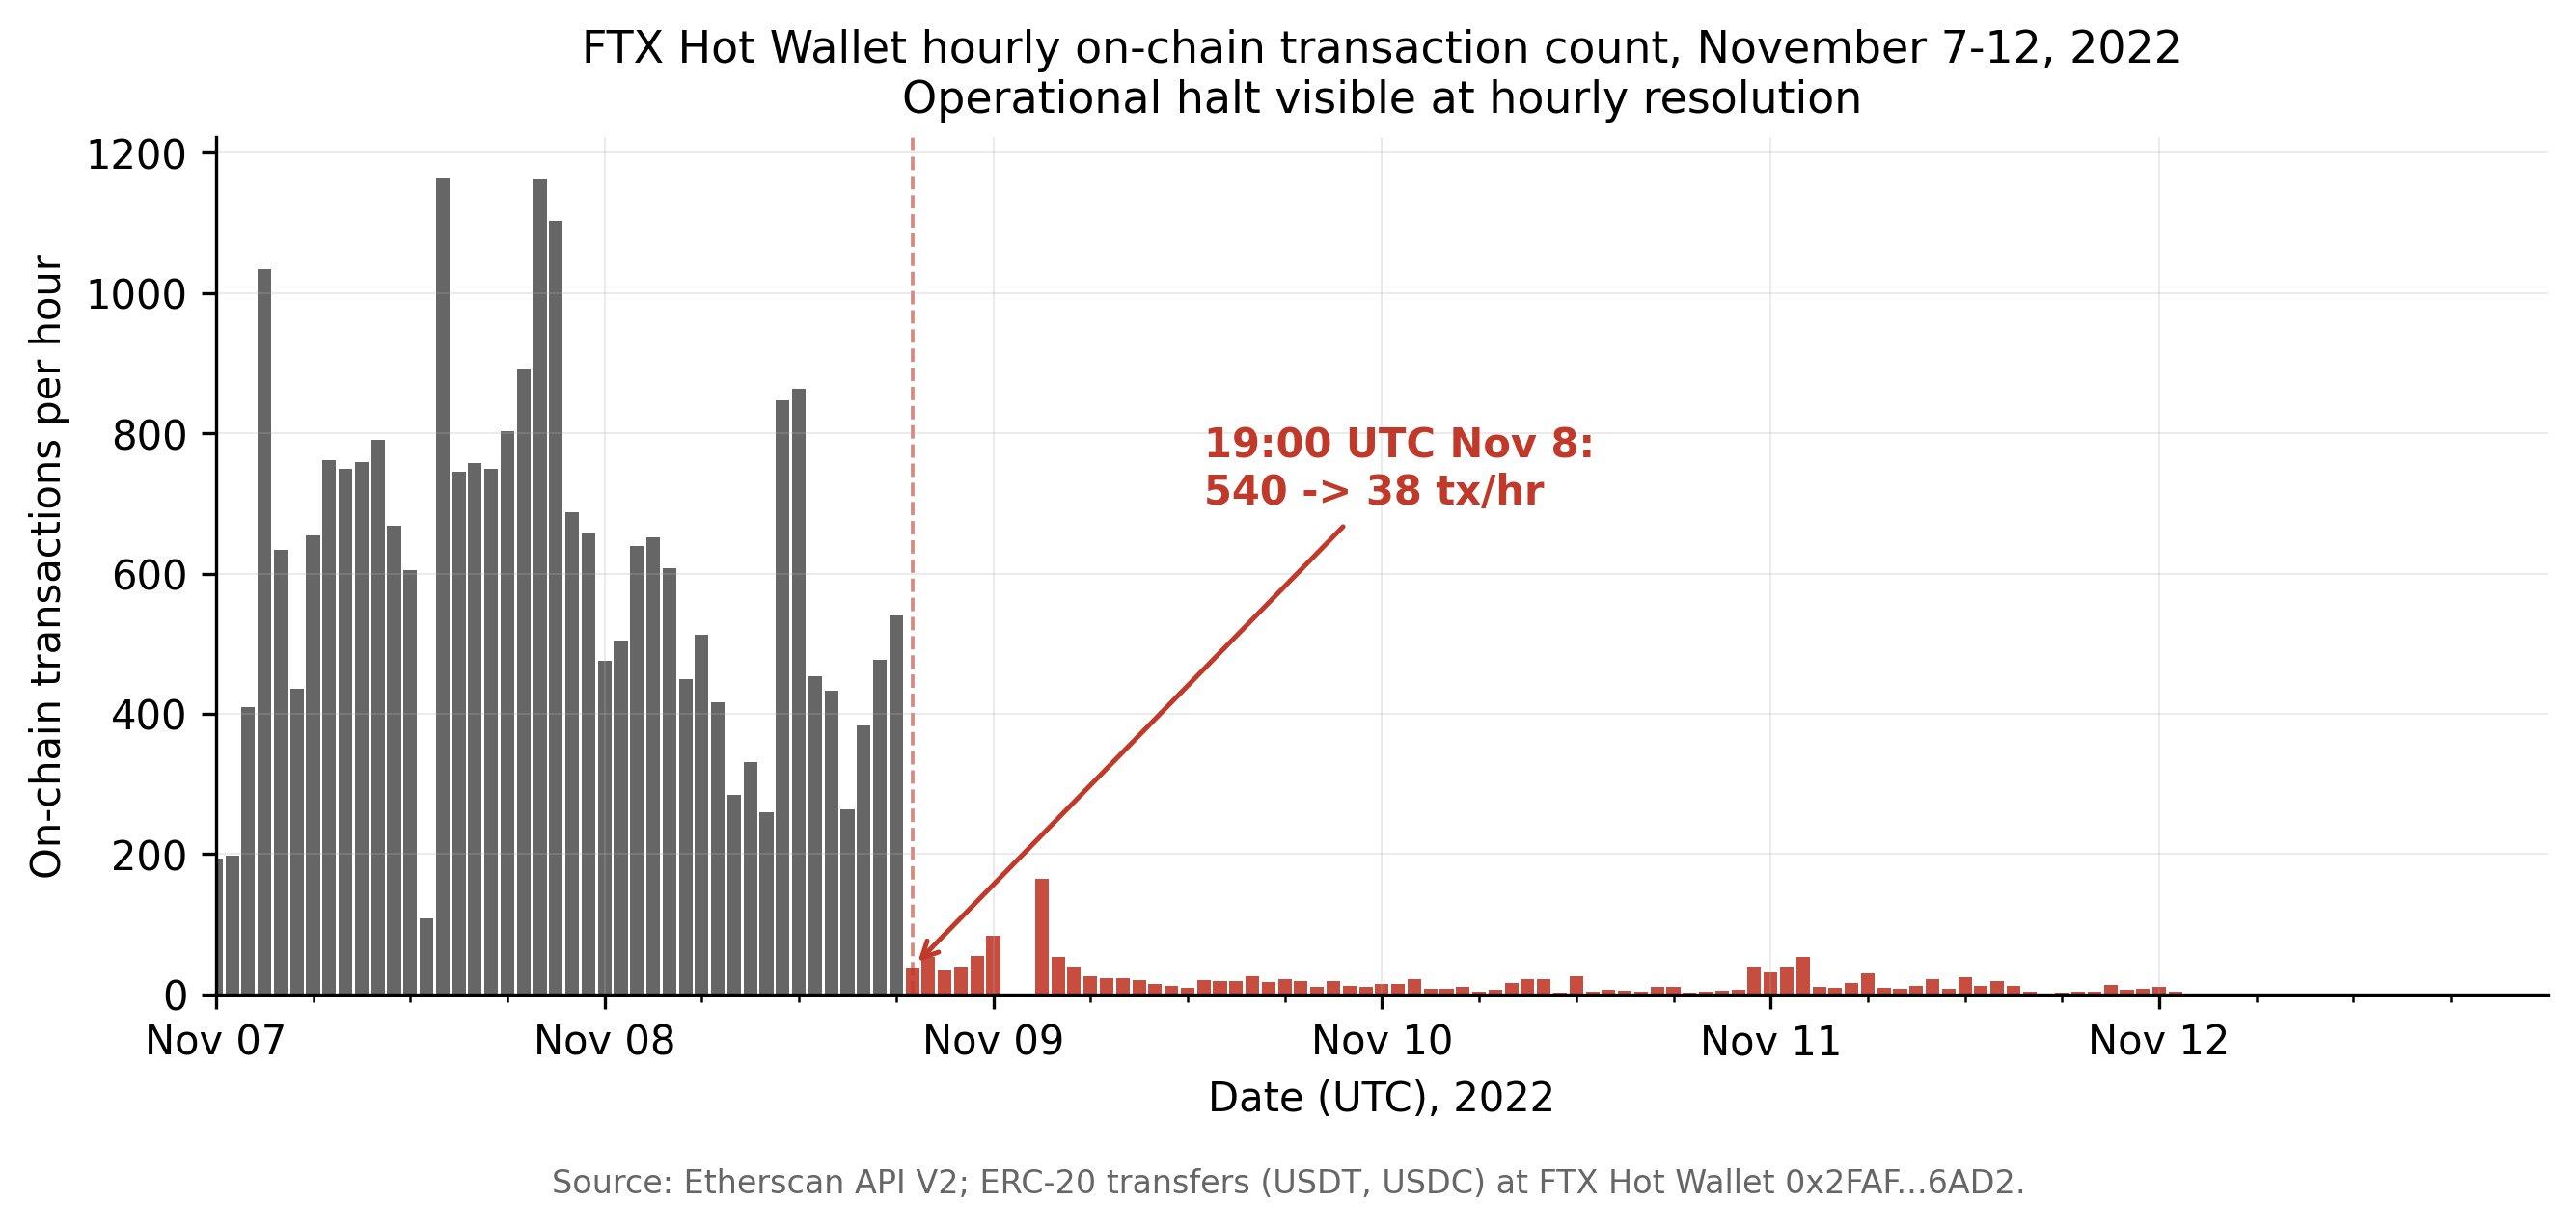 FTX Hot Wallet hourly on-chain transaction count, November 7-12, 2022
Operational halt visible at hourly resolution
On-chain transactions per hour
1200
1000
800
600
400
200
0
19:00 UTC Nov 8:
540 -> 38 tx/hr
Nov 07
Nov 08
Nov 09
Nov 10
Nov 11
Nov 12
Date (UTC), 2022
Source: Etherscan API V2; ERC-20 transfers (USDT, USDC) at FTX Hot Wallet 0x2FAF...6AD2.